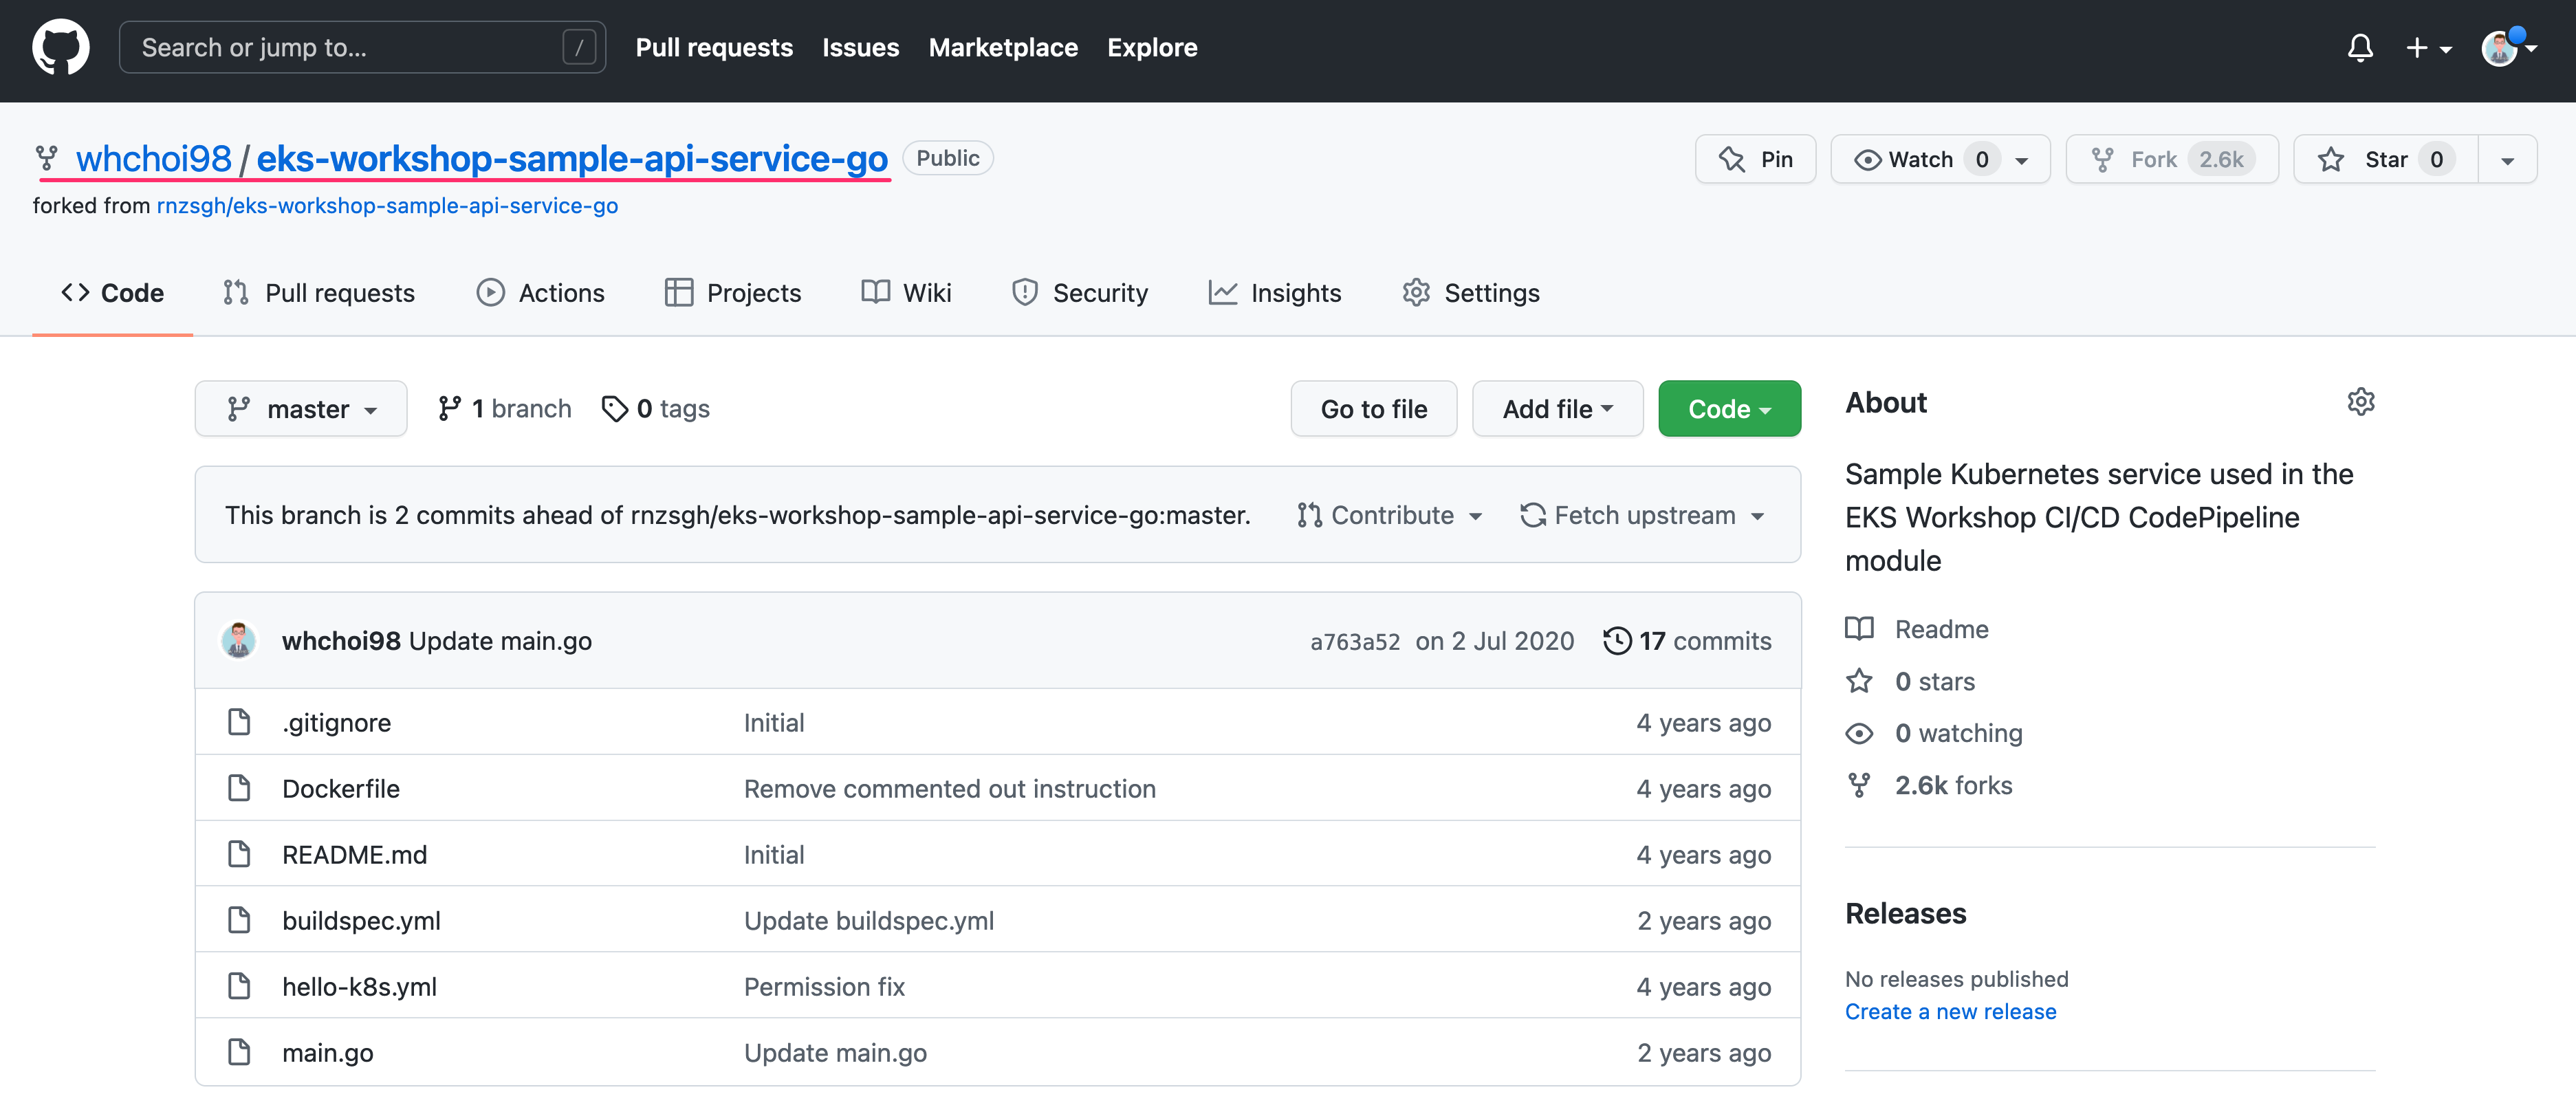 Search or jump to... /
Pull requests Issues Marketplace Explore
whchoi98 / eks-workshop-sample-api-service-go Public
Pin Watch 0 Fork 2.6k Star 0
forked from rnzsgh/eks-workshop-sample-api-service-go
Code Pull requests Actions Projects Wiki Security Insights Settings
master 1 branch 0 tags Go to file Add file Code
This branch is 2 commits ahead of rnzsgh/eks-workshop-sample-api-service-go:master. Contribute Fetch upstream
whchoi98 Update main.go a763a52 on 2 Jul 2020 17 commits
.gitignore Initial 4 years ago
Dockerfile Remove commented out instruction 4 years ago
README.md Initial 4 years ago
buildspec.yml Update buildspec.yml 2 years ago
hello-k8s.yml Permission fix 4 years ago
main.go Update main.go 2 years ago
About
Sample Kubernetes service used in the
EKS Workshop CI/CD CodePipeline
module
Readme
0 stars
0 watching
2.6k forks
Releases
No releases published
Create a new release